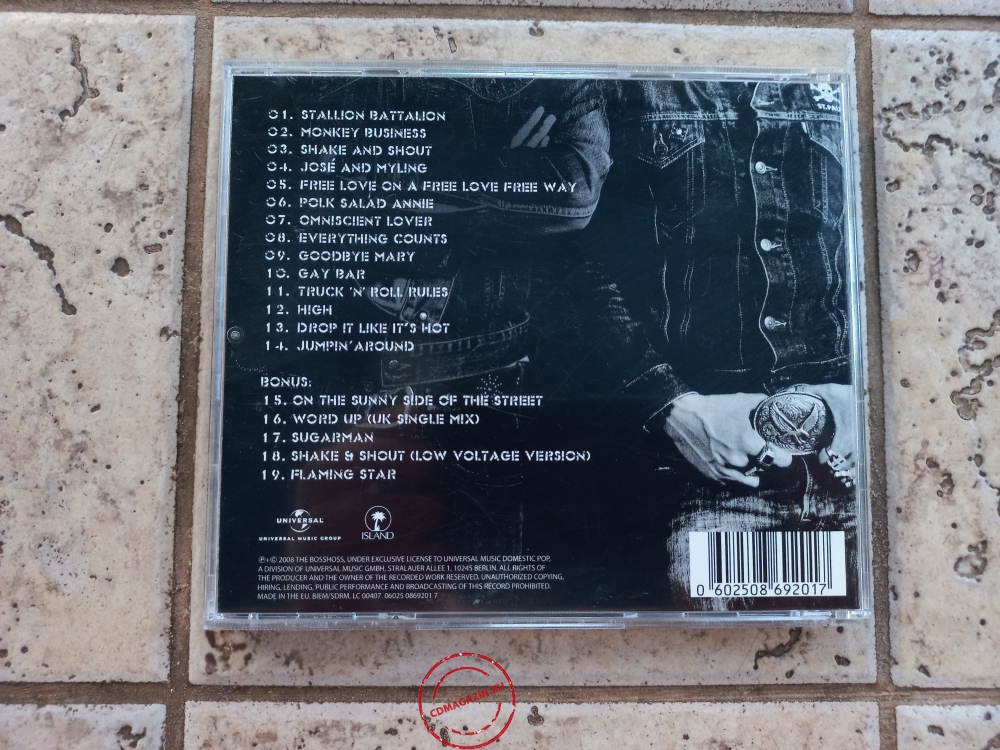 01. STALLION BATTALION
02. MONKEY BUSINESS
03. SHAKE AND SHOUT
04. JOSÉ AND MYLING
05. FREE LOVE ON A FREE LOVE FREE WAY
06. POLK SALAD ANNIE
07. OMNISCIENT LOVER
08. EVERYTHING COUNTS
09. GOODBYE MARY
10. GAY BAR
11. TRUCK 'N' ROLL RULES
12. HIGH
13. DROP IT LIKE IT'S HOT
14. JUMPIN' AROUND
BONUS:
15. ON THE SUNNY SIDE OF THE STREET
16. WORD UP (UK SINGLE MIX)
17. SUGARMAN
18. SHAKE & SHOUT (LOW VOLTAGE VERSION)
19. FLAMING STAR
UNIVERSAL
UNIVERSAL MUSIC GROUP
ISLAND
℗ + © 2008 THE BOSSHOSS, UNDER EXCLUSIVE LICENSE TO UNIVERSAL MUSIC DOMESTIC POP,
A DIVISION OF UNIVERSAL MUSIC GMBH, STRALAUER ALLEE 1, 10245 BERLIN. ALL RIGHTS OF
THE PRODUCER AND THE OWNER OF THE RECORDED WORK RESERVED. UNAUTHORIZED COPYING,
HIRING, LENDING, PUBLIC PERFORMANCE AND BROADCASTING OF THIS RECORD PROHIBITED.
MADE IN THE EU. BIEM/SDRM. LC 00407. 06025 0869201 7
0 602508 692017